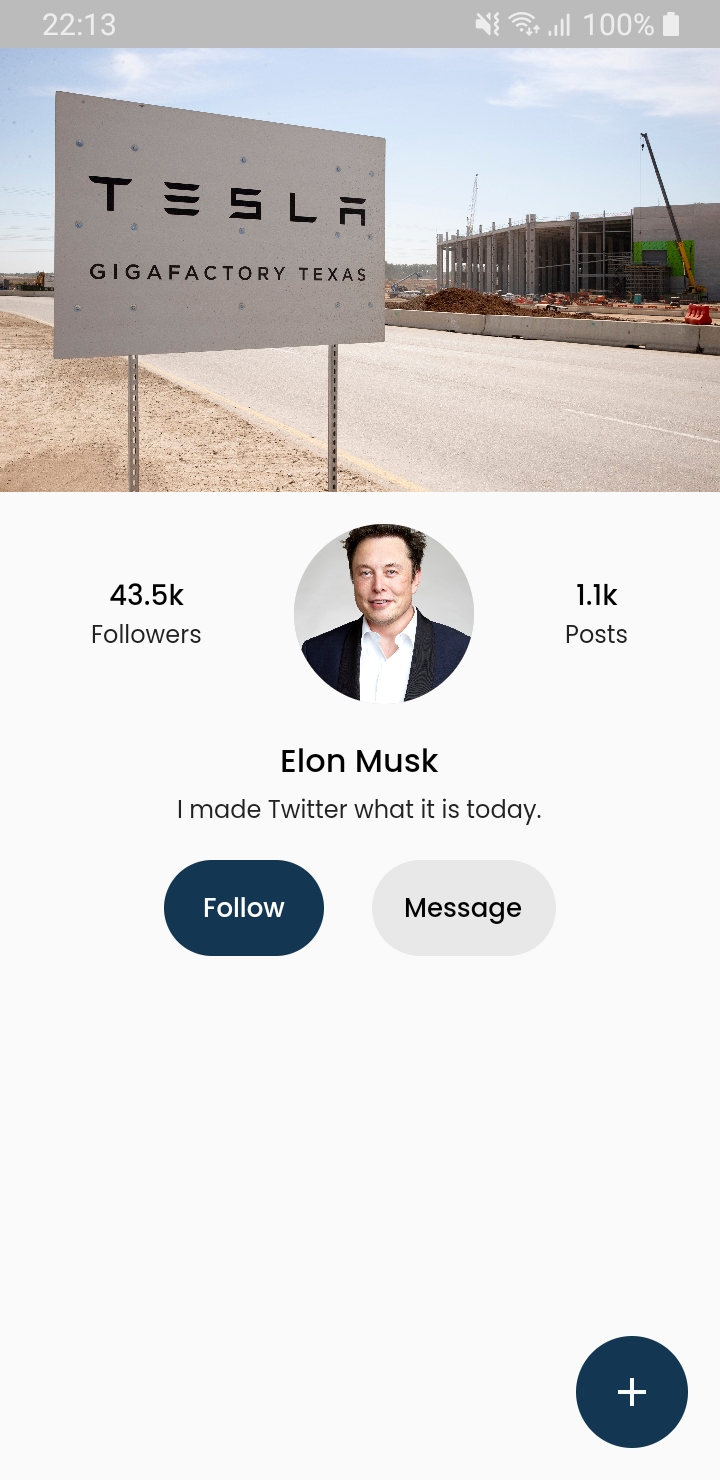 22:13 100%
TESLA
GIGAFACTORY TEXAS
43.5k
Followers
1.1k
Posts
Elon Musk
I made Twitter what it is today.
Follow
Message
+